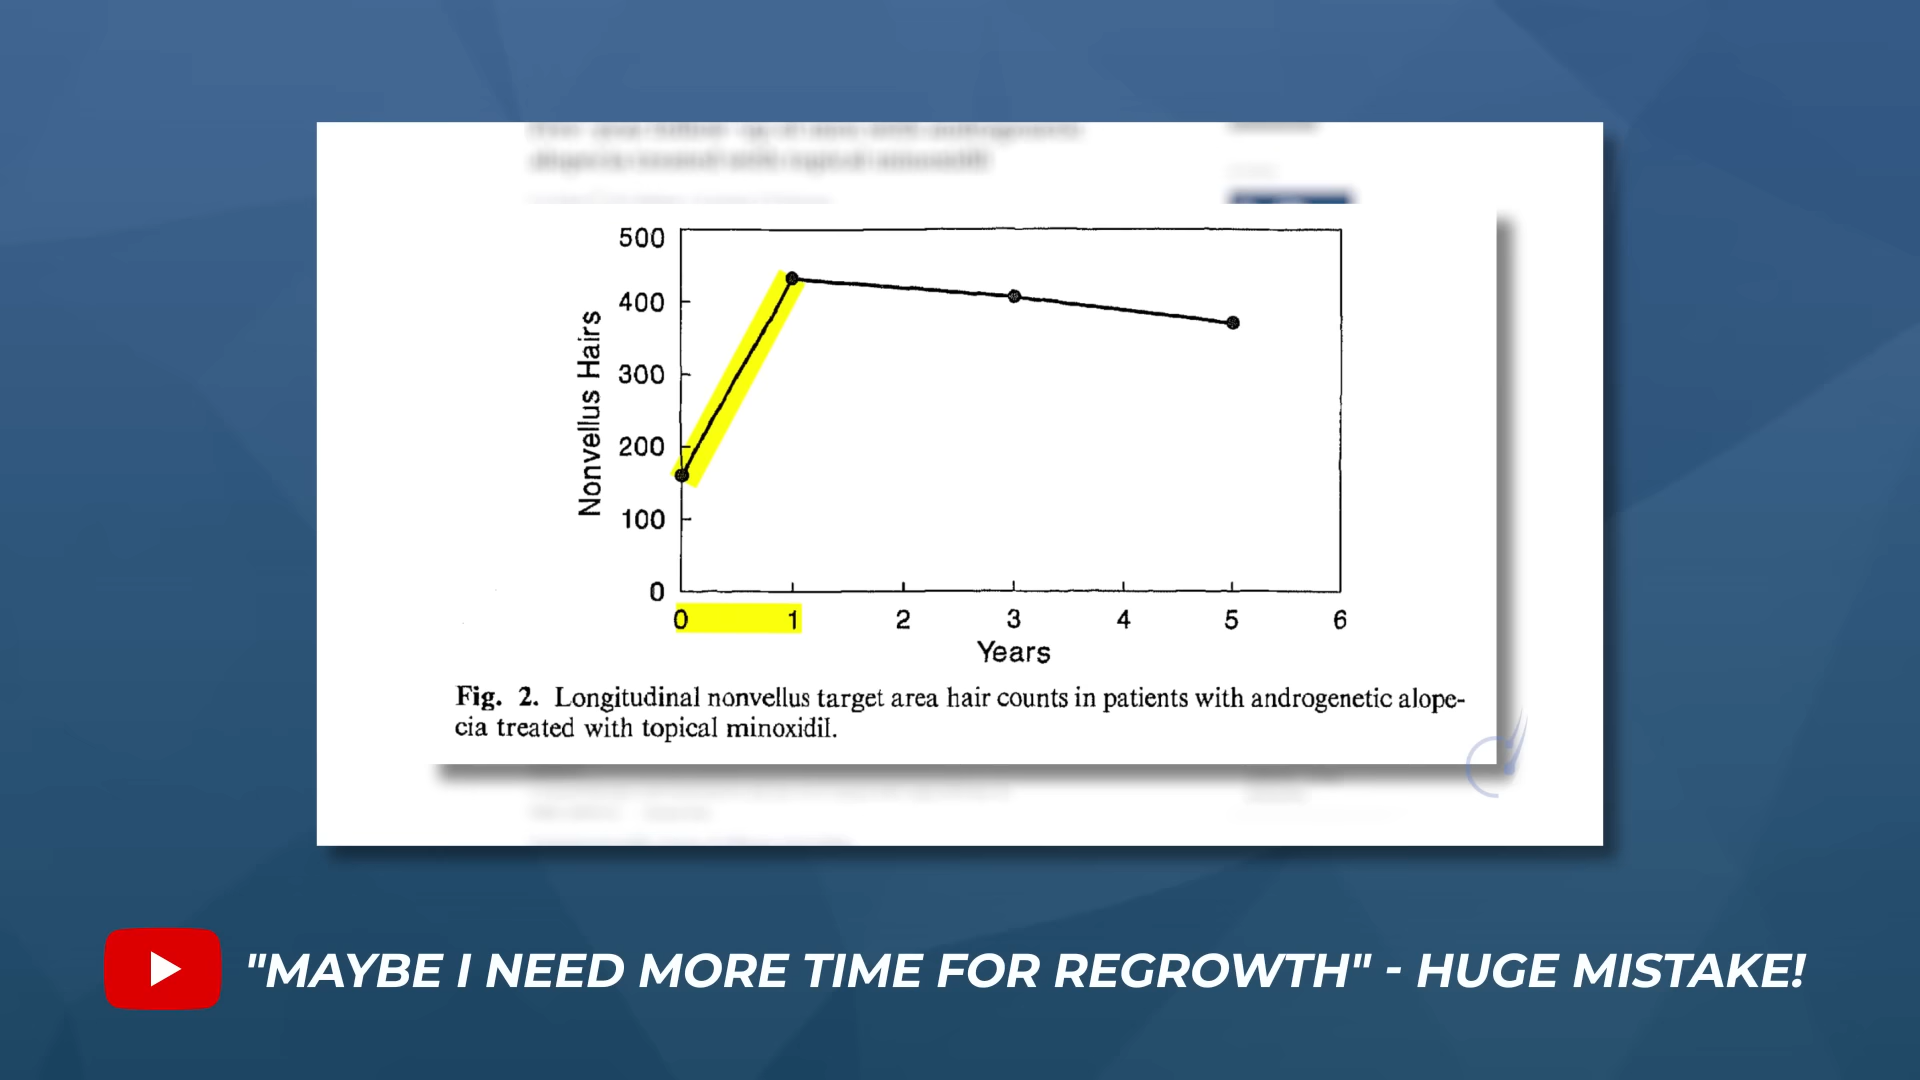 500
400
300
200
100
0
Nonvellus Hairs
0 1 2 3 4 5 6
Years
Fig. 2. Longitudinal nonvellus target area hair counts in patients with androgenetic alope-
cia treated with topical minoxidil.
"MAYBE I NEED MORE TIME FOR REGROWTH" - HUGE MISTAKE!